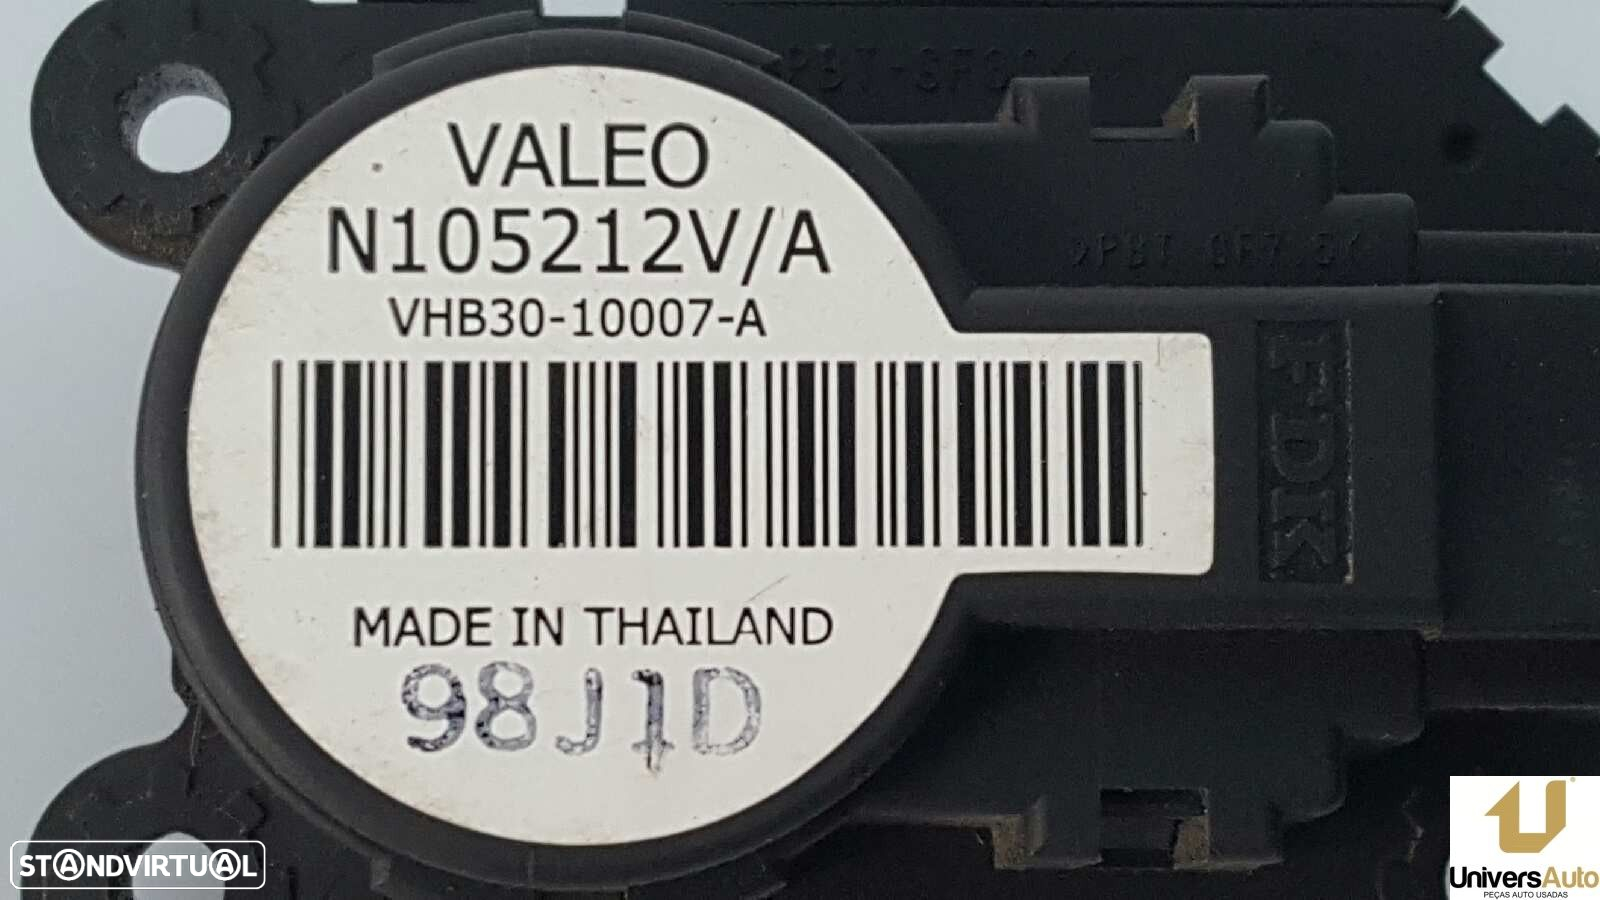 VALEO
N105212V/A
VHB30-10007-A
MADE IN THAILAND
98J1D
FDK
STANDVIRTUAL
UniversAuto
PEÇAS AUTO USADAS